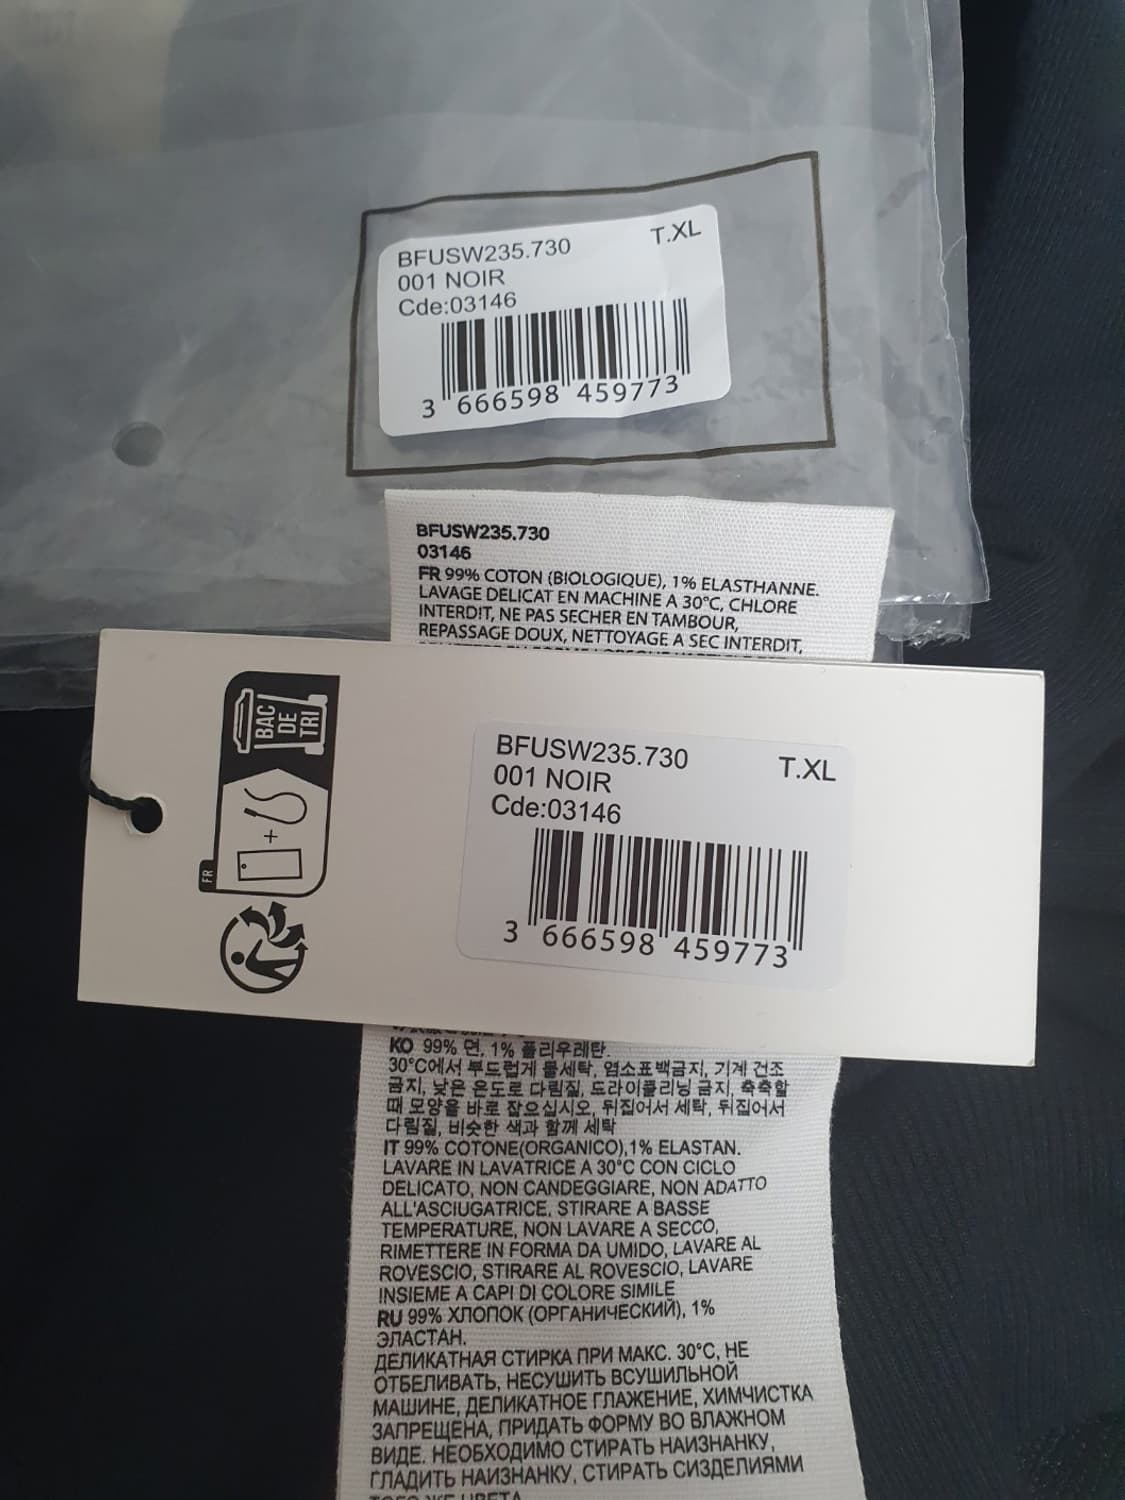 BFUSW235.730 T.XL
001 NOIR
Cde:03146
3 666598 459773
BFUSW235.730
03146
FR 99% COTON (BIOLOGIQUE), 1% ELASTHANNE.
LAVAGE DELICAT EN MACHINE A 30°C, CHLORE
INTERDIT, NE PAS SECHER EN TAMBOUR,
REPASSAGE DOUX, NETTOYAGE A SEC INTERDIT,
BAC
DE
TRI
+
FR
BFUSW235.730 T.XL
001 NOIR
Cde:03146
3 666598 459773
KO 99% 면, 1% 폴리우레탄.
30°C에서 부드럽게 물세탁, 염소표백금지, 기계 건조
금지, 낮은 온도로 다림질, 드라이플리닝 금지, 축축할
때 모양을 바로 잡으십시오, 뒤집어서 세탁, 뒤집어서
다림질, 비슷한 색과 함께 세탁
IT 99% COTONE(ORGANICO),1% ELASTAN.
LAVARE IN LAVATRICE A 30°C CON CICLO
DELICATO, NON CANDEGGIARE, NON ADATTO
ALL'ASCIUGATRICE, STIRARE A BASSE
TEMPERATURE, NON LAVARE A SECCO,
RIMETTERE IN FORMA DA UMIDO, LAVARE AL
ROVESCIO, STIRARE AL ROVESCIO, LAVARE
INSIEME A CAPI DI COLORE SIMILE
RU 99% ХЛОПОК (ОРГАНИЧЕСКИЙ), 1%
ЭЛАСТАН.
ДЕЛИКАТНАЯ СТИРКА ПРИ МАКС. 30°C, НЕ
ОТБЕЛИВАТЬ, НЕСУШИТЬ ВСУШИЛЬНОЙ
МАШИНЕ, ДЕЛИКАТНОЕ ГЛАЖЕНИЕ, ХИМЧИСТКА
ЗАПРЕЩЕНА, ПРИДАТЬ ФОРМУ ВО ВЛАЖНОМ
ВИДЕ. НЕОБХОДИМО СТИРАТЬ НАИЗНАНКУ,
ГЛАДИТЬ НАИЗНАНКУ, СТИРАТЬ СИЗДЕЛИЯМИ
ТОГО ЖЕ ЦВЕТА